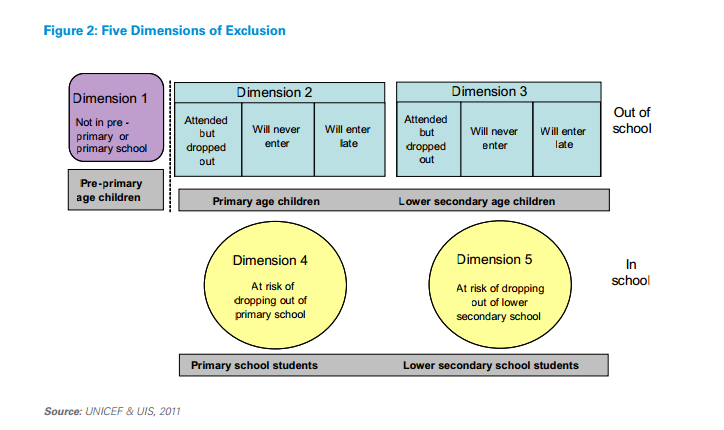 Figure 2: Five Dimensions of Exclusion
Dimension 1
Not in pre -
primary or
primary school
Pre-primary
age children
Dimension 2
Attended
but
dropped
out
Will never
enter
Will enter
late
Dimension 3
Attended
but
dropped
out
Will never
enter
Will enter
late
Out of
school
Primary age children
Lower secondary age children
Dimension 4
At risk of
dropping out of
primary school
Dimension 5
At risk of dropping
out of lower
secondary school
In
school
Primary school students
Lower secondary school students
Source: UNICEF & UIS, 2011